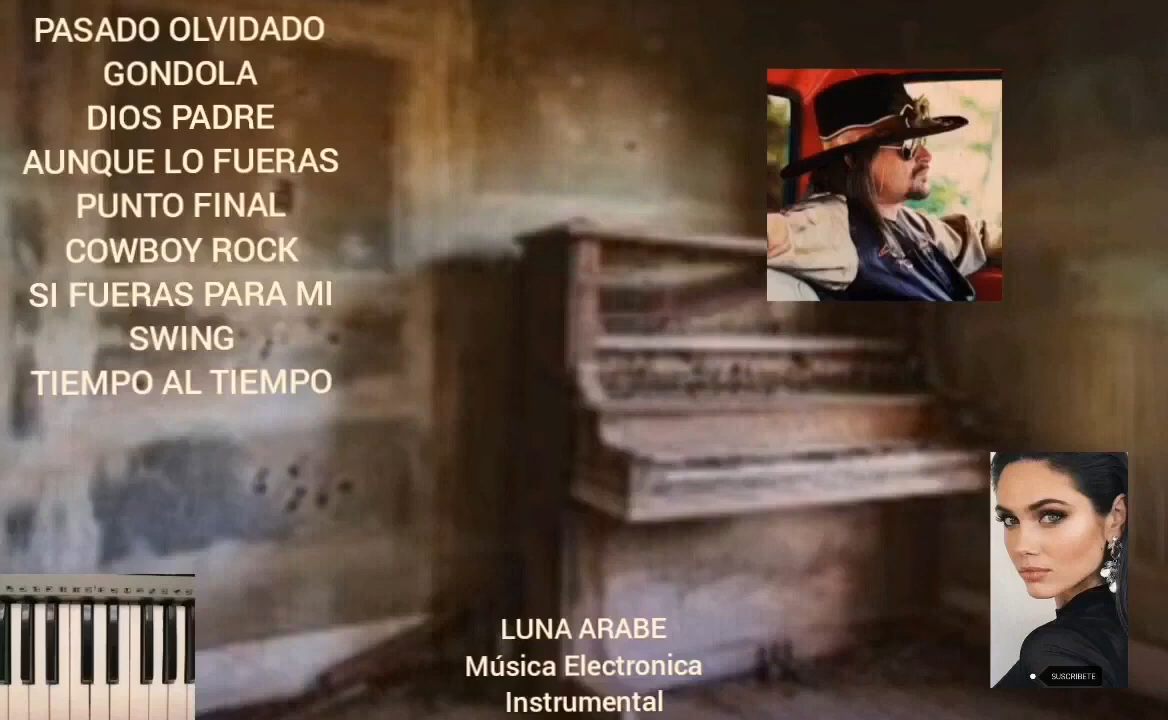 PASADO OLVIDADO
GONDOLA
DIOS PADRE
AUNQUE LO FUERAS
PUNTO FINAL
COWBOY ROCK
SI FUERAS PARA MI
SWING
TIEMPO AL TIEMPO
LUNA ARABE
Música Electronica
Instrumental
SUSCRIBETE